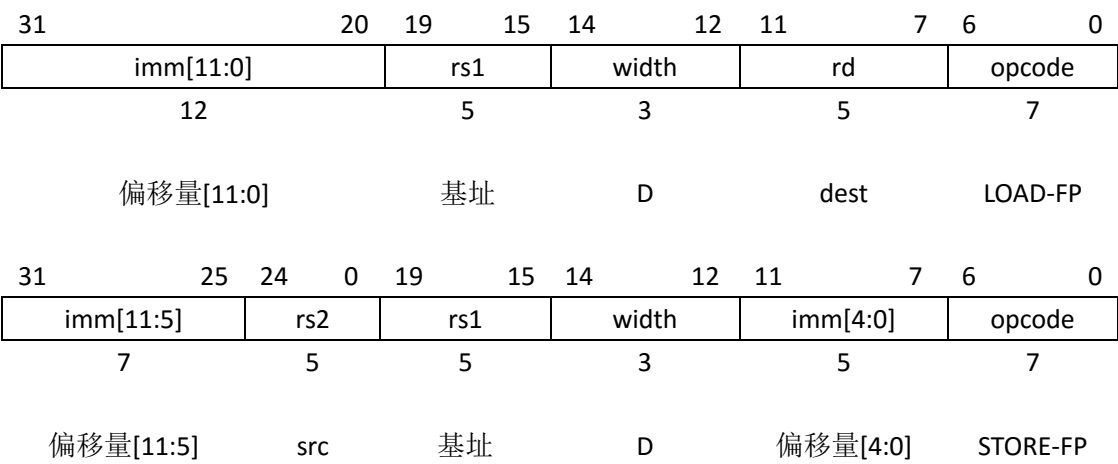 31 20 19 15 14 12 11 7 6 0
imm[11:0] rs1 width rd opcode
12 5 3 5 7
偏移量[11:0] 基址 D dest LOAD-FP
31 25 24 0 19 15 14 12 11 7 6 0
imm[11:5] rs2 rs1 width imm[4:0] opcode
7 5 5 3 5 7
偏移量[11:5] src 基址 D 偏移量[4:0] STORE-FP